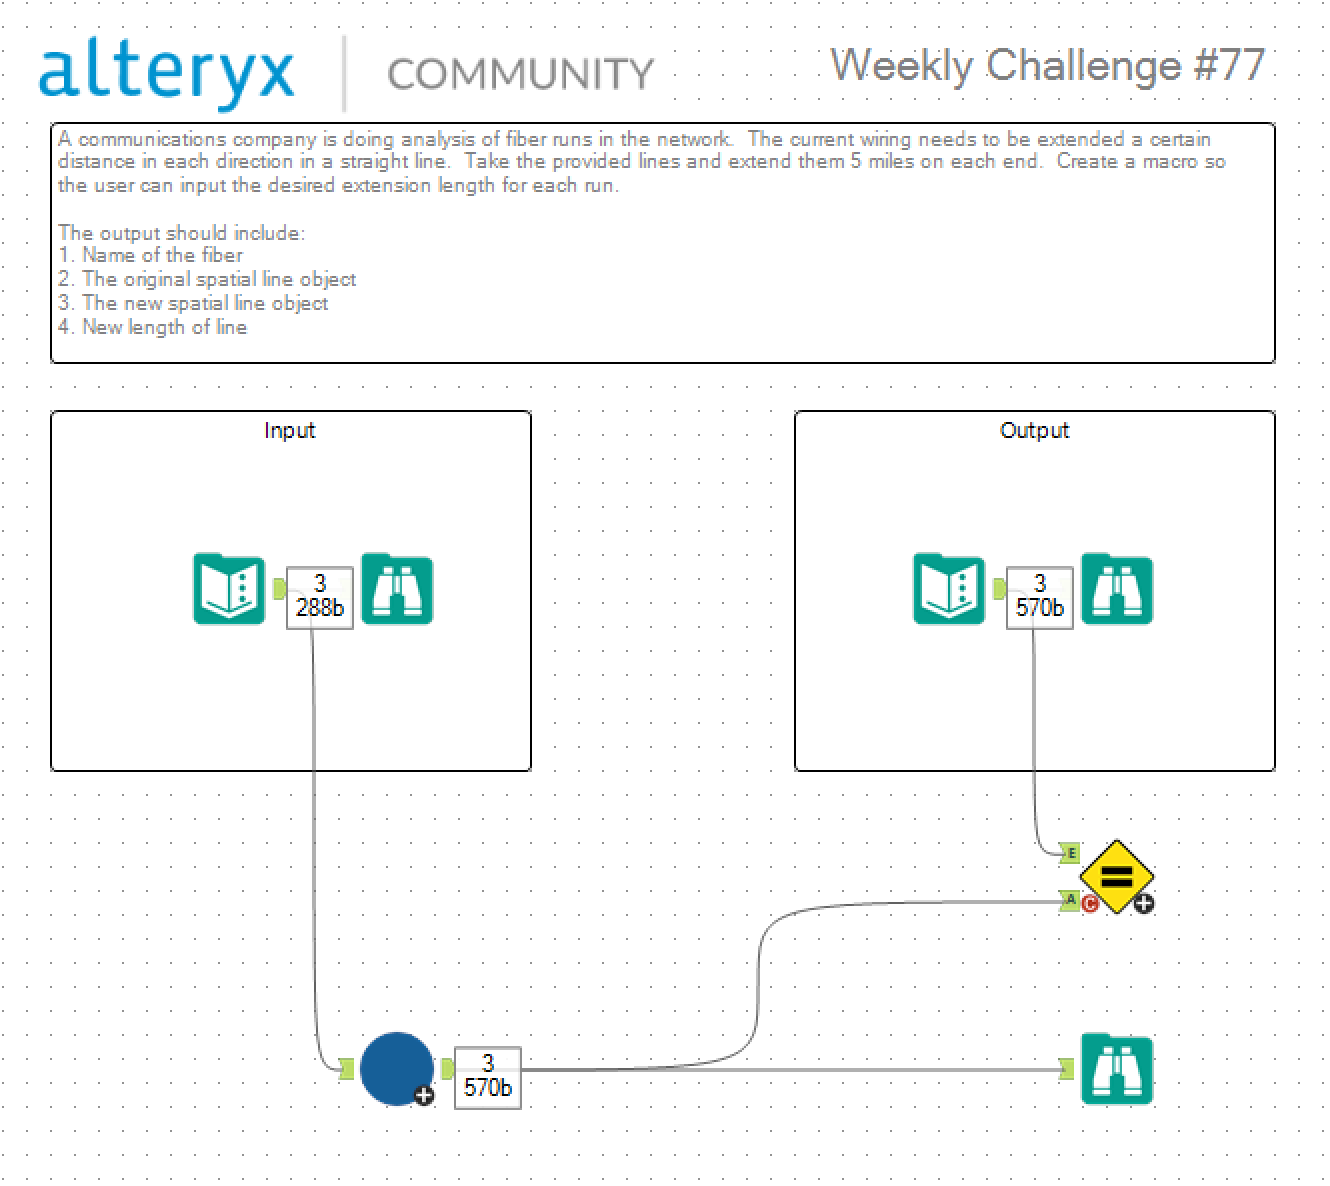 alteryx COMMUNITY
Weekly Challenge #77
A communications company is doing analysis of fiber runs in the network.  The current wiring needs to be extended a certain
distance in each direction in a straight line.  Take the provided lines and extend them 5 miles on each end.  Create a macro so
the user can input the desired extension length for each run.
The output should include:
1. Name of the fiber
2. The original spatial line object
3. The new spatial line object
4. New length of line
Input
Output
3
288b
3
570b
E
A
C
3
570b